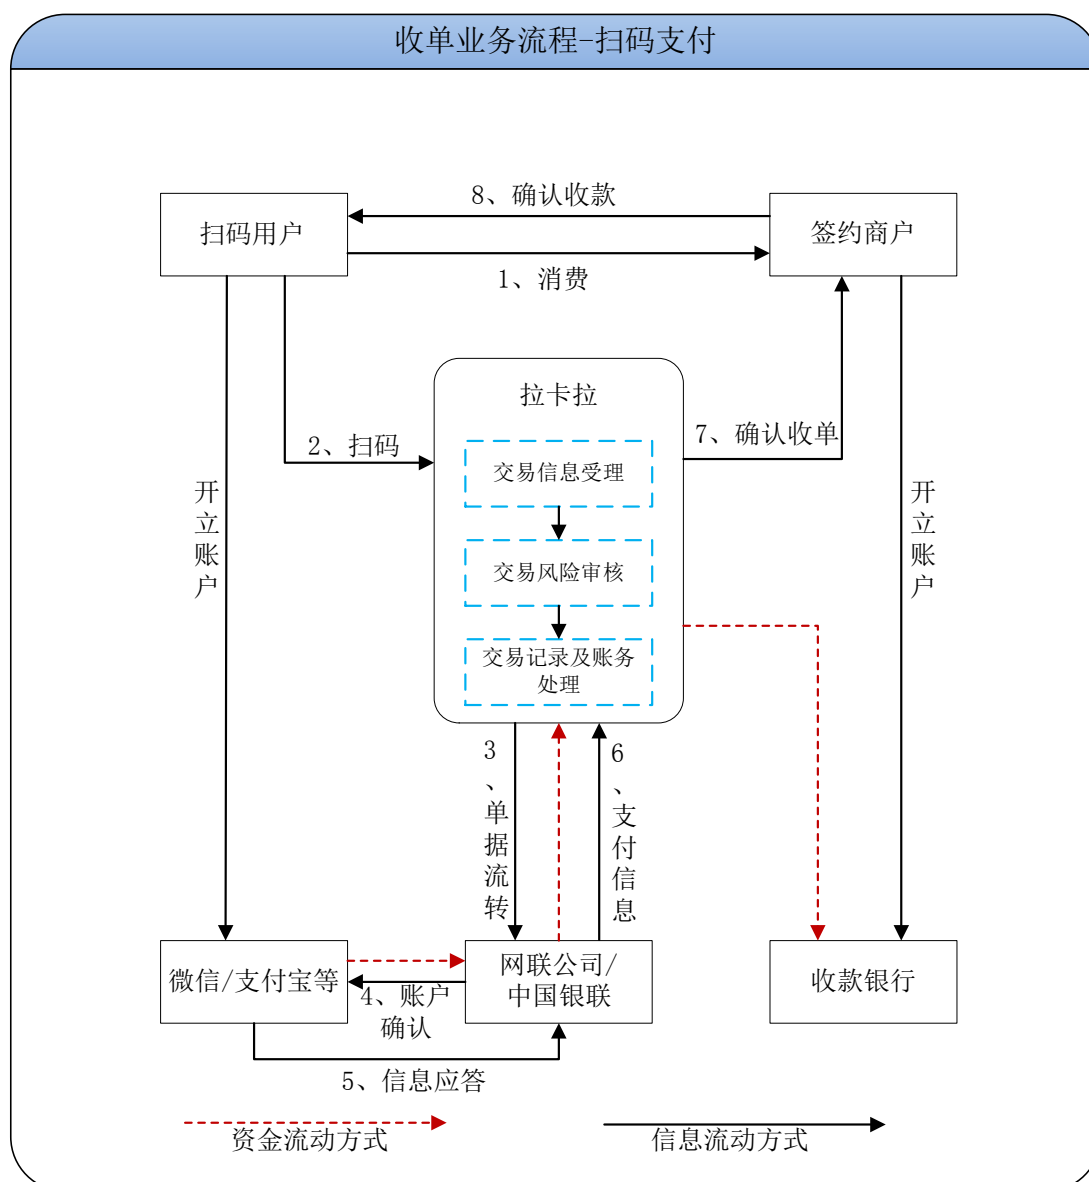 收单业务流程-扫码支付
8、确认收款
扫码用户
签约商户
1、消费
拉卡拉
2、扫码
7、确认收单
交易信息受理
开立账户
开立账户
交易风险审核
交易记录及账务
处理
3、单据流转
6、支付信息
微信/支付宝等
网联公司/
中国银联
收款银行
4、账户
确认
5、信息应答
资金流动方式
信息流动方式